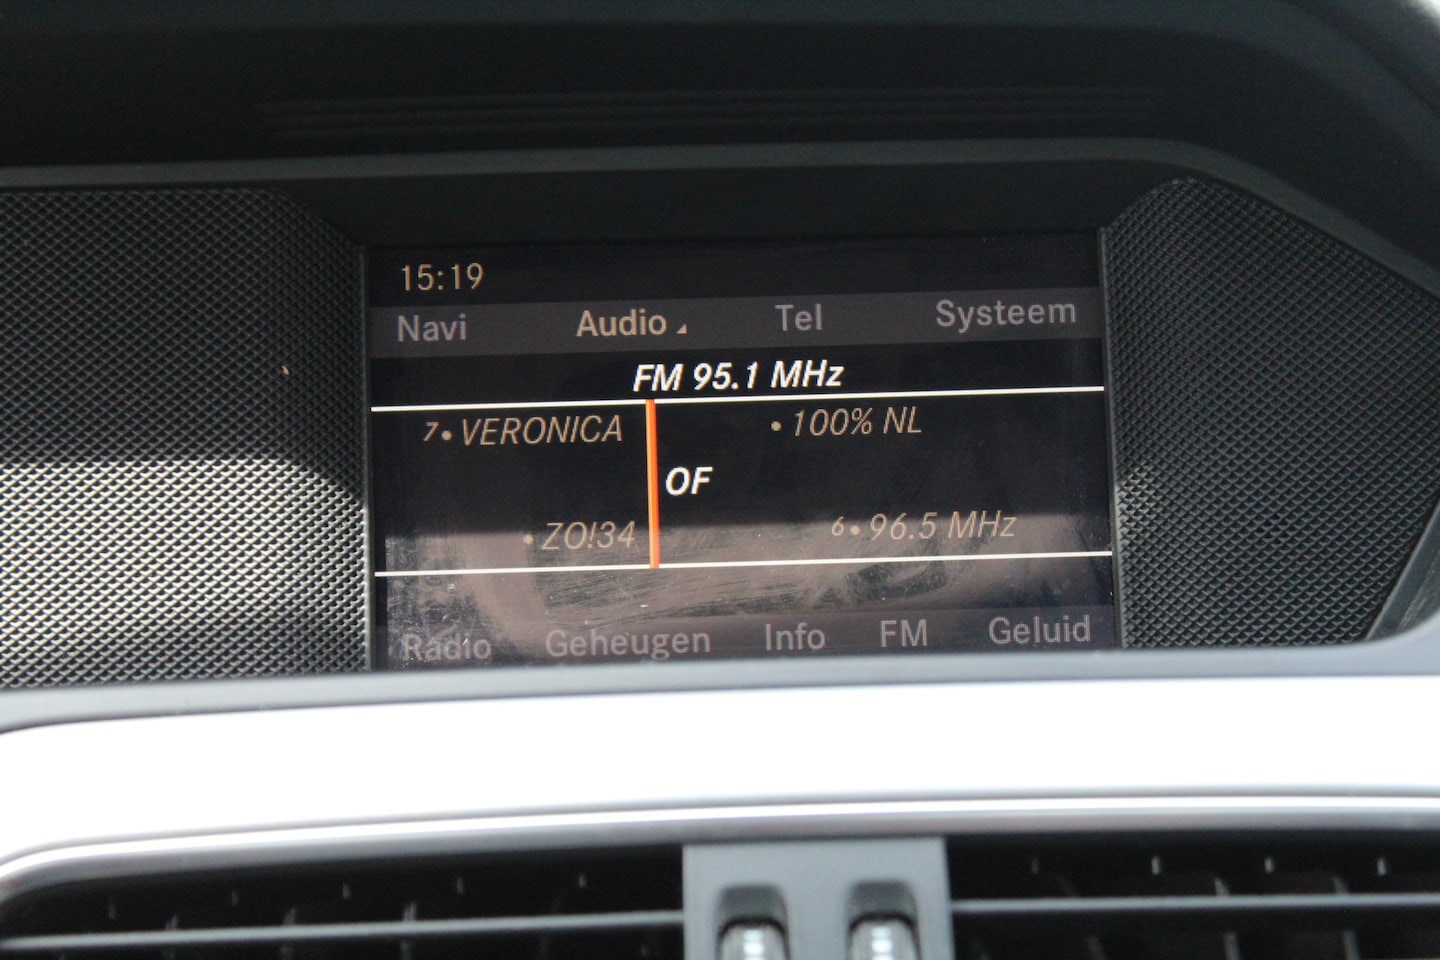 15:19
Navi Audio Tel Systeem
FM 95.1 MHz
7 • VERONICA • 100% NL
OF
• ZO!34 6 • 96.5 MHz
Radio Geheugen Info FM Geluid